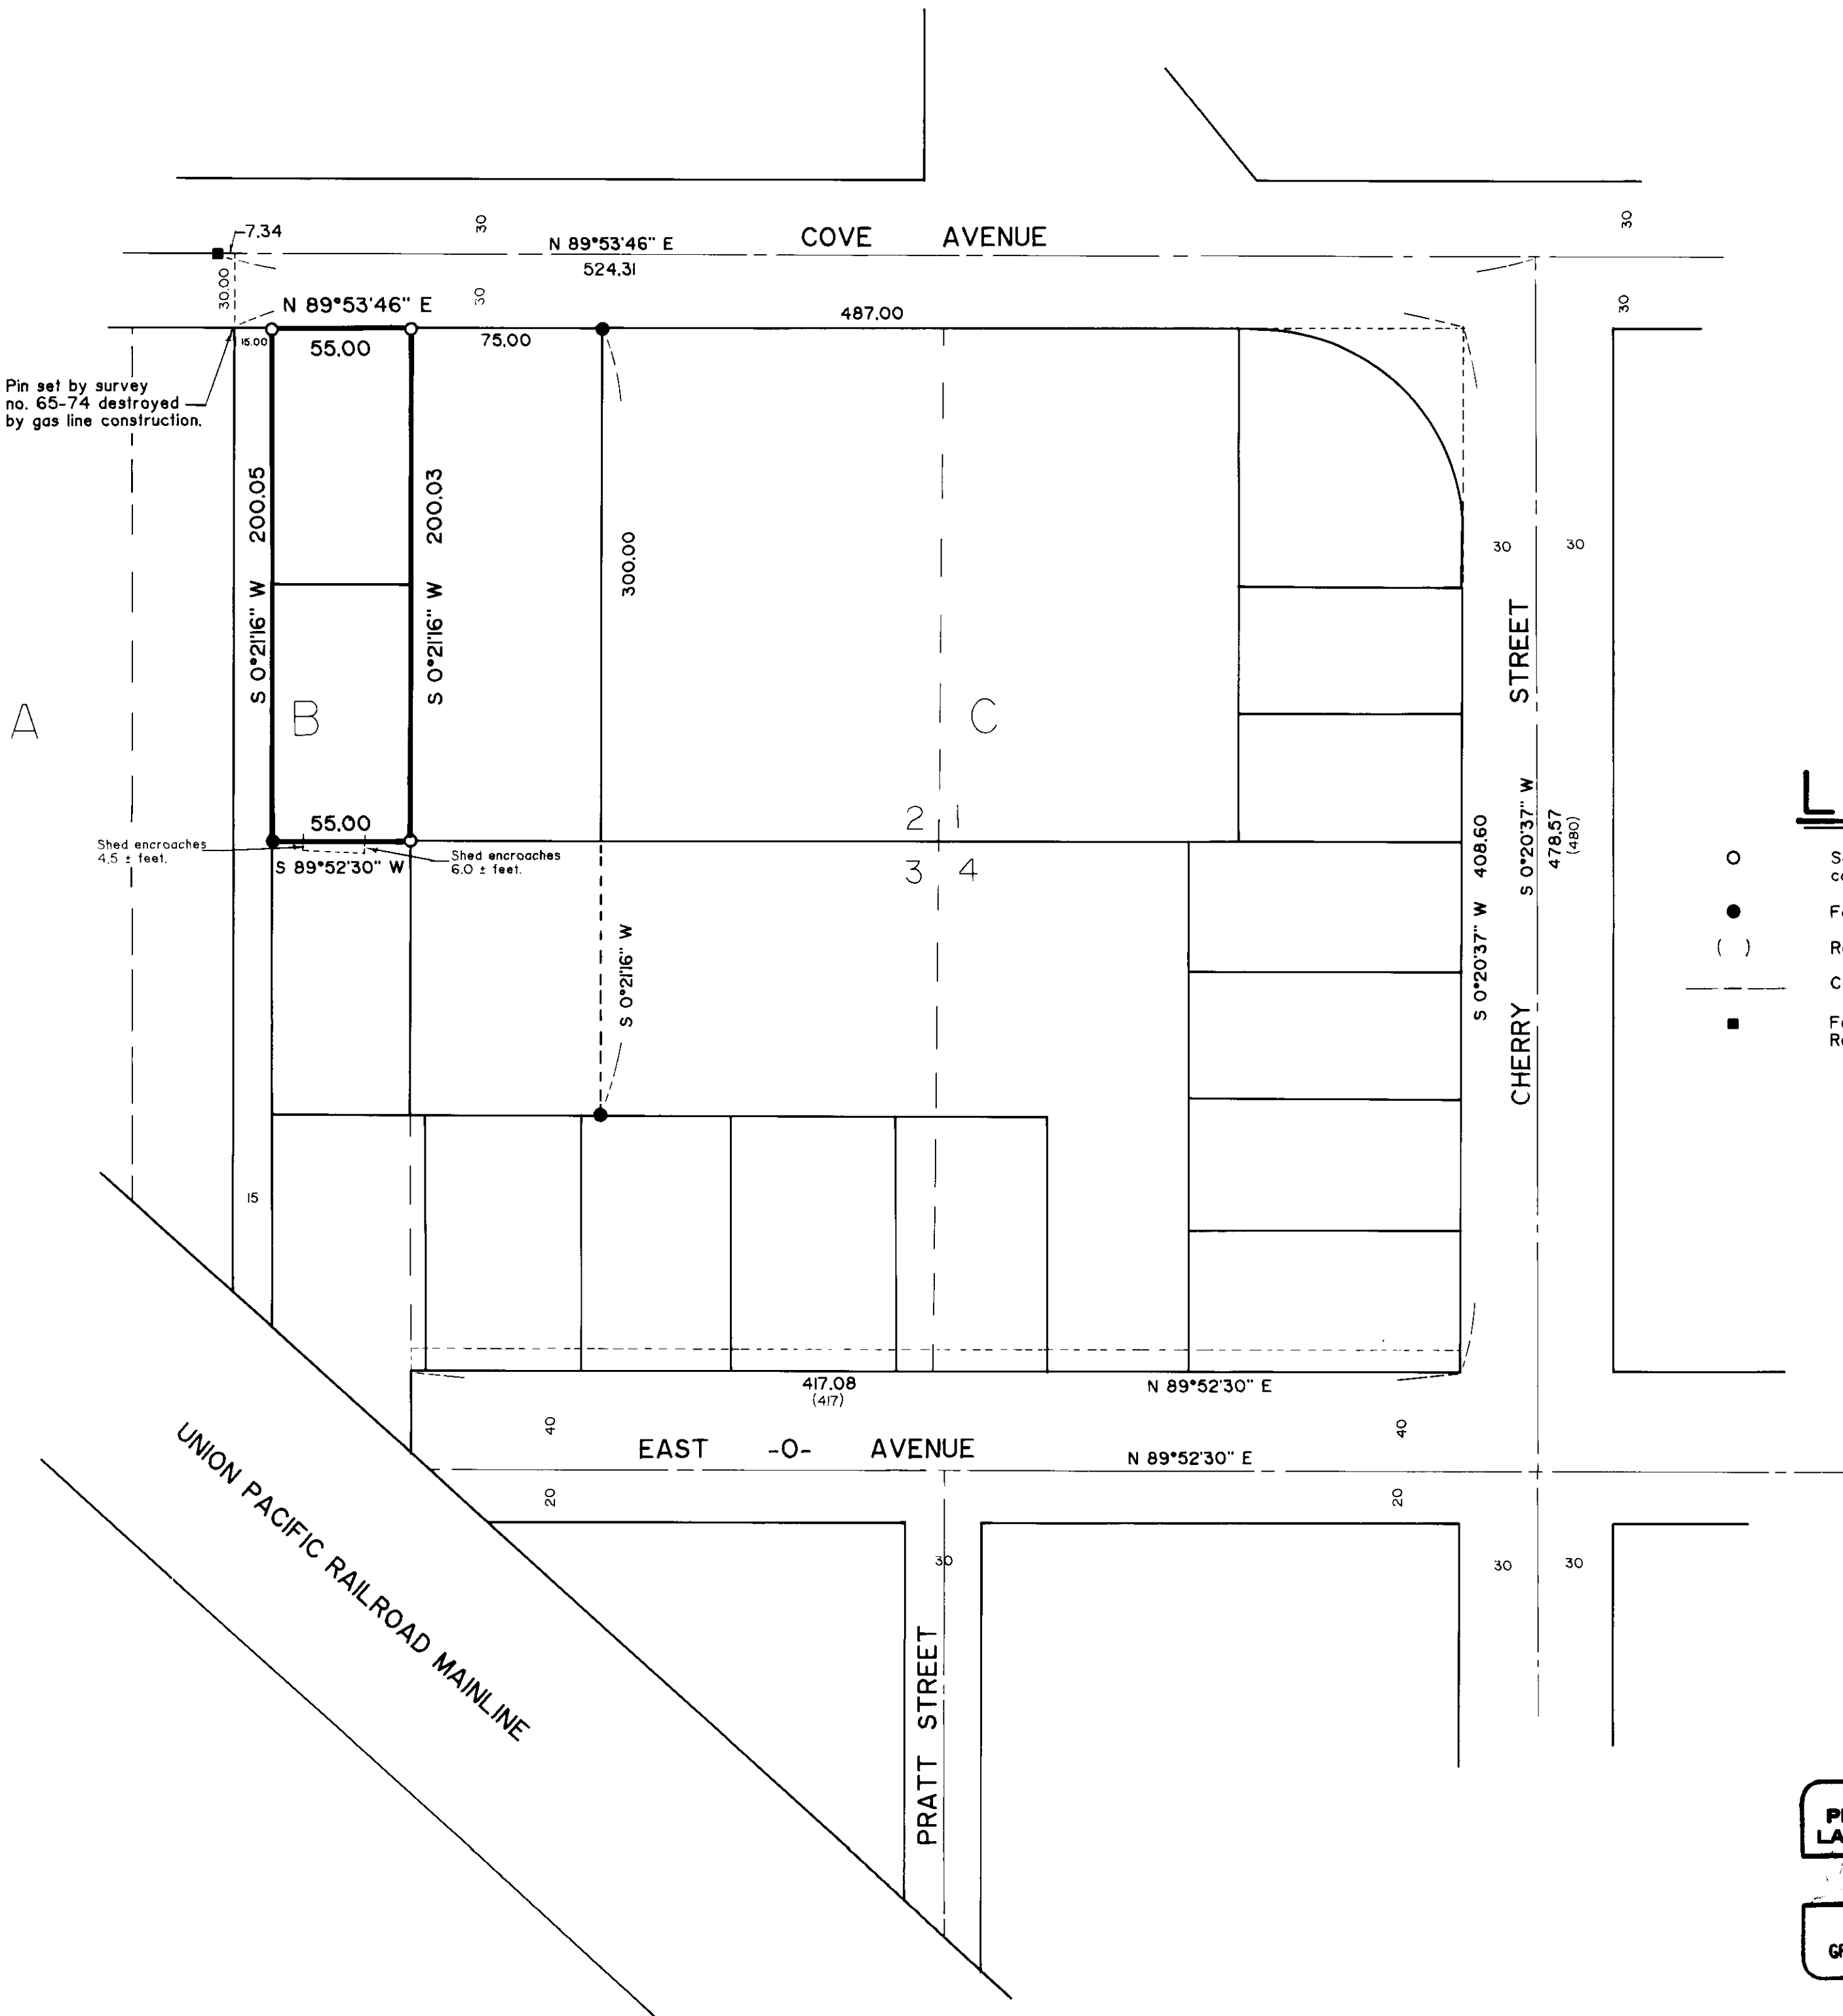 30
30
7.34
N 89°53'46" E
COVE AVENUE
524.31
30.00
30
30
N 89°53'46" E
487.00
15.00
55.00
75.00
Pin set by survey
no. 65-74 destroyed
by gas line construction.
S 0°21'16" W 200.05
S 0°21'16" W 200.03
300.00
30
30
A
B
C
CHERRY STREET
55.00
2
1
3
4
Shed encroaches
4.5 ± feet.
S 89°52'30" W
Shed encroaches
6.0 ± feet.
S 0°21'16" W
S 0°20'37" W 408.60
S 0°20'37" W
478.57
(480)
L
( )
15
417.08
(417)
N 89°52'30" E
40
40
EAST -O- AVENUE
N 89°52'30" E
20
20
UNION PACIFIC RAILROAD MAINLINE
30
30
30
PRATT STREET